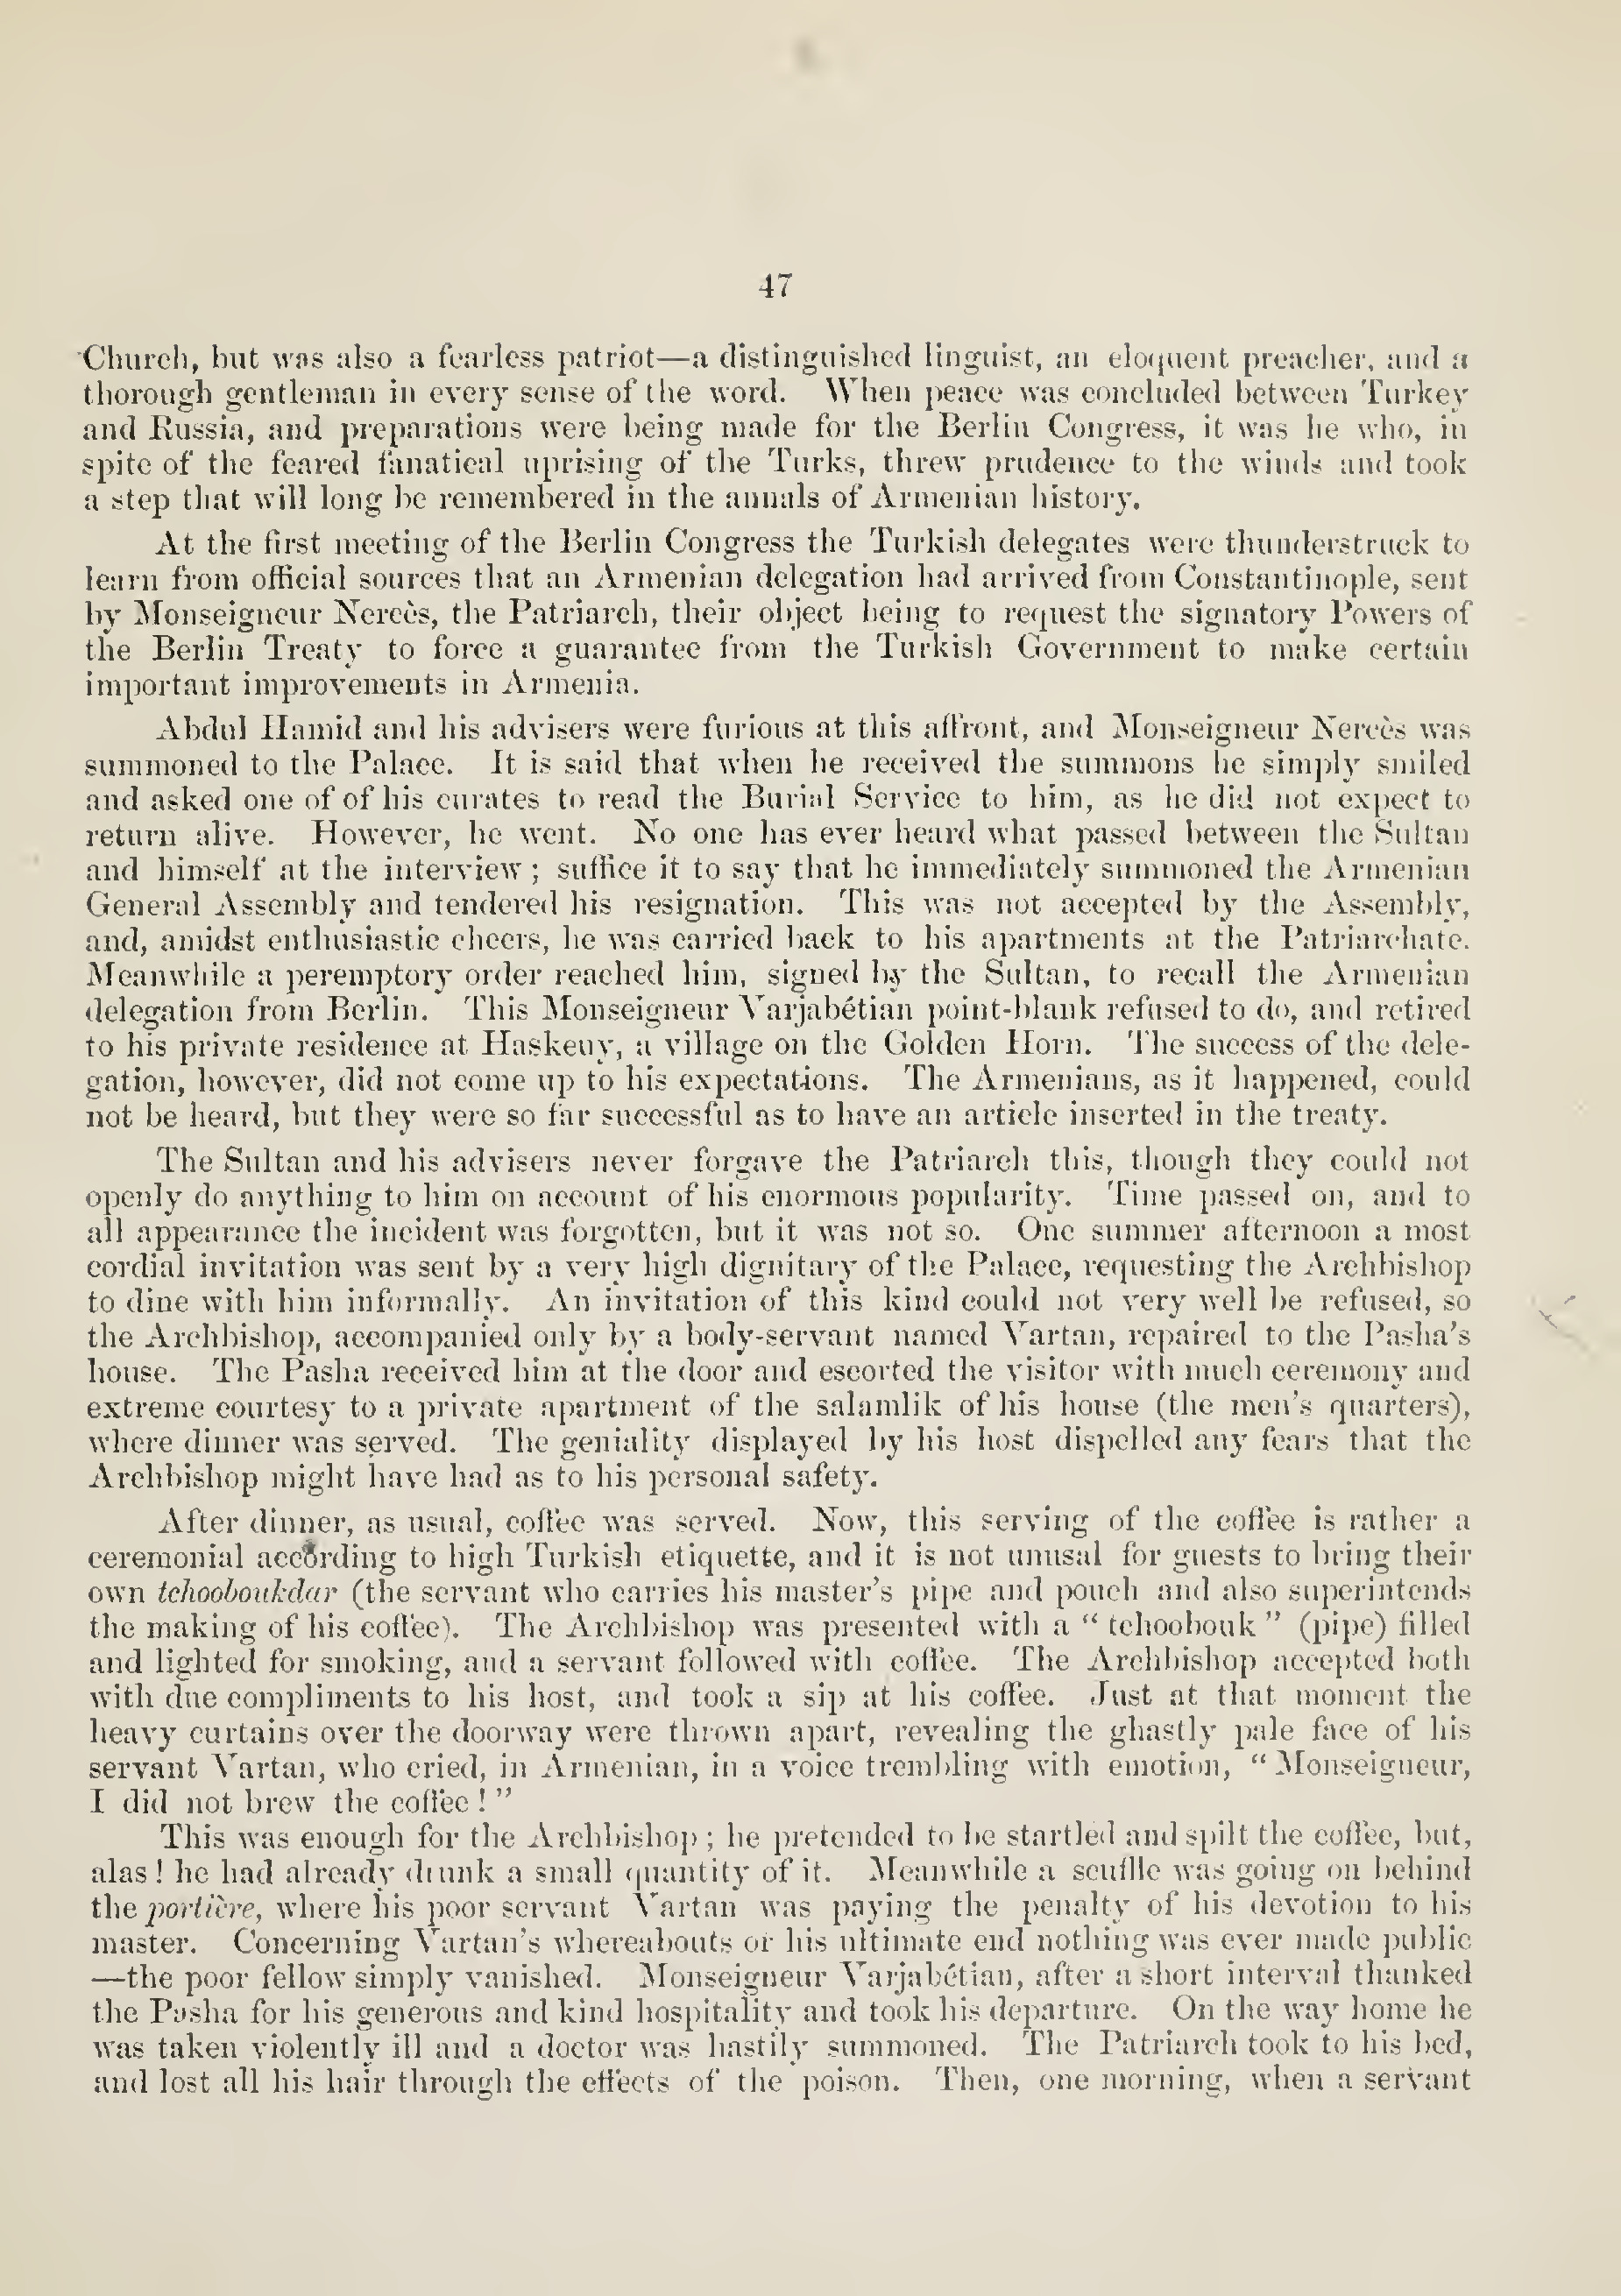 47
Church, but was also a fearless patriot—a distinguished linguist, an eloquent preacher, and a
thorough gentleman in every sense of the word. When peace was concluded between Turkey
and Russia, and preparations were being made for the Berlin Congress, it was he who, in
spite of the feared fanatical uprising of the Turks, threw prudence to the winds and took
a step that will long be remembered in the annals of Armenian history.
At the first meeting of the Berlin Congress the Turkish delegates were thunderstruck to
learn from official sources that an Armenian delegation had arrived from Constantinople, sent
by Monseigneur Nercès, the Patriarch, their object being to request the signatory Powers of
the Berlin Treaty to force a guarantee from the Turkish Government to make certain
important improvements in Armenia.
Abdul Hamid and his advisers were furious at this affront, and Monseigneur Nercès was
summoned to the Palace. It is said that when he received the summons he simply smiled
and asked one of of his curates to read the Burial Service to him, as he did not expect to
return alive. However, he went. No one has ever heard what passed between the Sultan
and himself at the interview; suffice it to say that he immediately summoned the Armenian
General Assembly and tendered his resignation. This was not accepted by the Assembly,
and, amidst enthusiastic cheers, he was carried back to his apartments at the Patriarchate.
Meanwhile a peremptory order reached him, signed by the Sultan, to recall the Armenian
delegation from Berlin. This Monseigneur Varjabétian point-blank refused to do, and retired
to his private residence at Haskeuy, a village on the Golden Horn. The success of the dele-
gation, however, did not come up to his expectations. The Armenians, as it happened, could
not be heard, but they were so far successful as to have an article inserted in the treaty.
The Sultan and his advisers never forgave the Patriarch this, though they could not
openly do anything to him on account of his enormous popularity. Time passed on, and to
all appearance the incident was forgotten, but it was not so. One summer afternoon a most
cordial invitation was sent by a very high dignitary of the Palace, requesting the Archbishop
to dine with him informally. An invitation of this kind could not very well be refused, so
the Archbishop, accompanied only by a body-servant named Vartan, repaired to the Pasha's
house. The Pasha received him at the door and escorted the visitor with much ceremony and
extreme courtesy to a private apartment of the salamlik of his house (the men's quarters),
where dinner was served. The geniality displayed by his host dispelled any fears that the
Archbishop might have had as to his personal safety.
After dinner, as usual, coffee was served. Now, this serving of the coffee is rather a
ceremonial according to high Turkish etiquette, and it is not unusual for guests to bring their
own tchooboukdar (the servant who carries his master's pipe and pouch and also superintends
the making of his coffee). The Archbishop was presented with a "tchoobouk" (pipe) filled
and lighted for smoking, and a servant followed with coffee. The Archbishop accepted both
with due compliments to his host, and took a sip at his coffee. Just at that moment the
heavy curtains over the doorway were thrown apart, revealing the ghastly pale face of his
servant Vartan, who cried, in Armenian, in a voice trembling with emotion, "Monseigneur,
I did not brew the coffee!"
This was enough for the Archbishop; he pretended to be startled and spilt the coffee, but,
alas! he had already drunk a small quantity of it. Meanwhile a scuffle was going on behind
the portière, where his poor servant Vartan was paying the penalty of his devotion to his
master. Concerning Vartan's whereabouts or his ultimate end nothing was ever made public
—the poor fellow simply vanished. Monseigneur Varjabétian, after a short interval thanked
the Pasha for his generous and kind hospitality and took his departure. On the way home he
was taken violently ill and a doctor was hastily summoned. The Patriarch took to his bed,
and lost all his hair through the effects of the poison. Then, one morning, when a servant